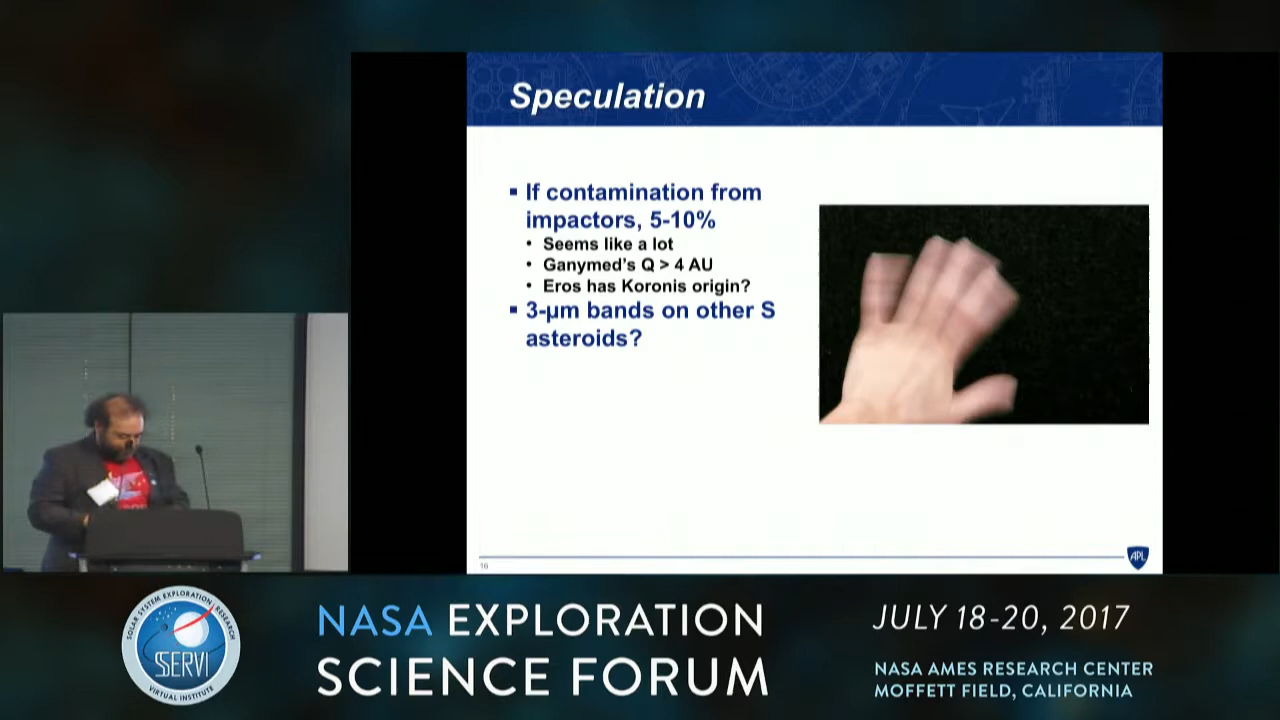 Speculation
▪ If contamination from
impactors, 5-10%
• Seems like a lot
• Ganymed's Q > 4 AU
• Eros has Koronis origin?
▪ 3-µm bands on other S
asteroids?
16
APL
SOLAR SYSTEM EXPLORATION RESEARCH
SSERVI
VIRTUAL INSTITUTE
NASA EXPLORATION
SCIENCE FORUM
JULY 18-20, 2017
NASA AMES RESEARCH CENTER
MOFFETT FIELD, CALIFORNIA